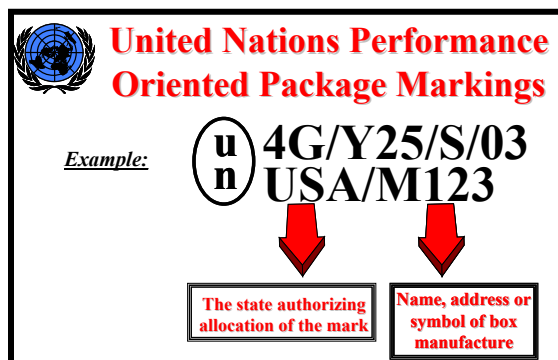 United Nations Performance
Oriented Package Markings
Example:
u
n
4G/Y25/S/03
USA/M123
The state authorizing
allocation of the mark
Name, address or
symbol of box
manufacture